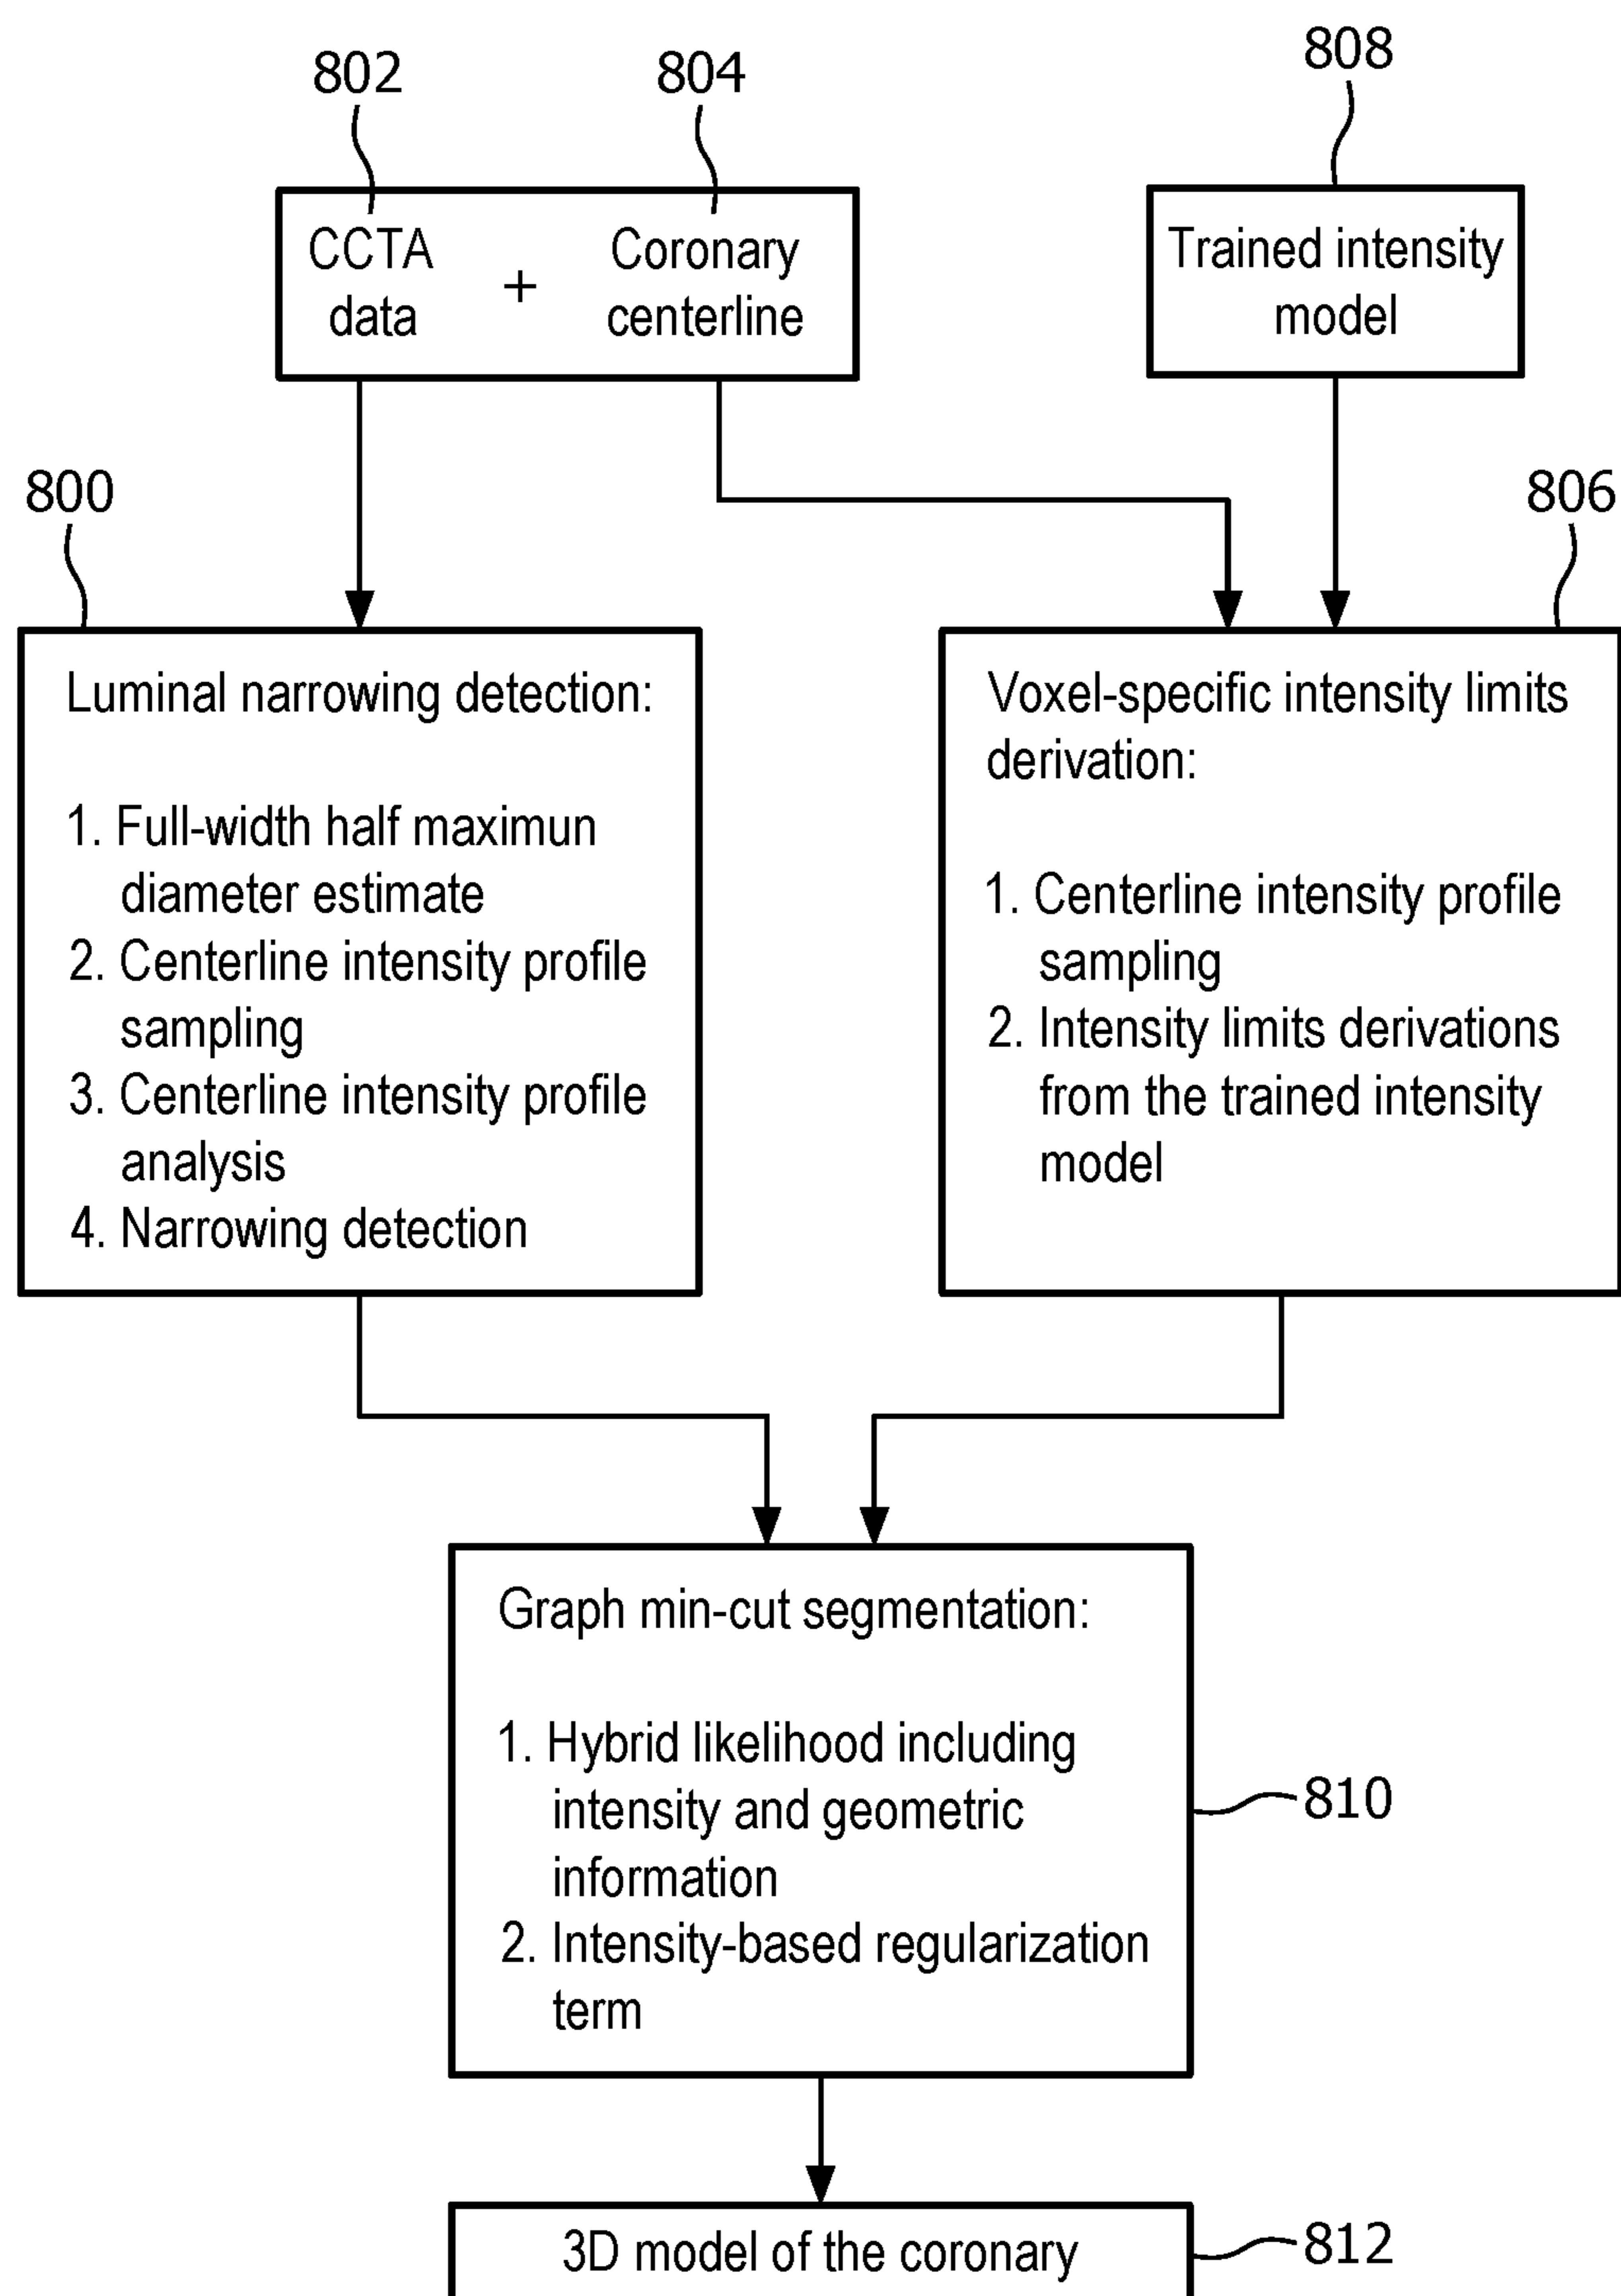 802
804
808
CCTA
data
+
Coronary
centerline
Trained intensity
model
800
806
Luminal narrowing detection:
1. Full-width half maximun
diameter estimate
2. Centerline intensity profile
sampling
3. Centerline intensity profile
analysis
4. Narrowing detection
Voxel-specific intensity limits
derivation:
1. Centerline intensity profile
sampling
2. Intensity limits derivations
from the trained intensity
model
Graph min-cut segmentation:
1. Hybrid likelihood including
intensity and geometric
information
2. Intensity-based regularization
term
810
3D model of the coronary
812